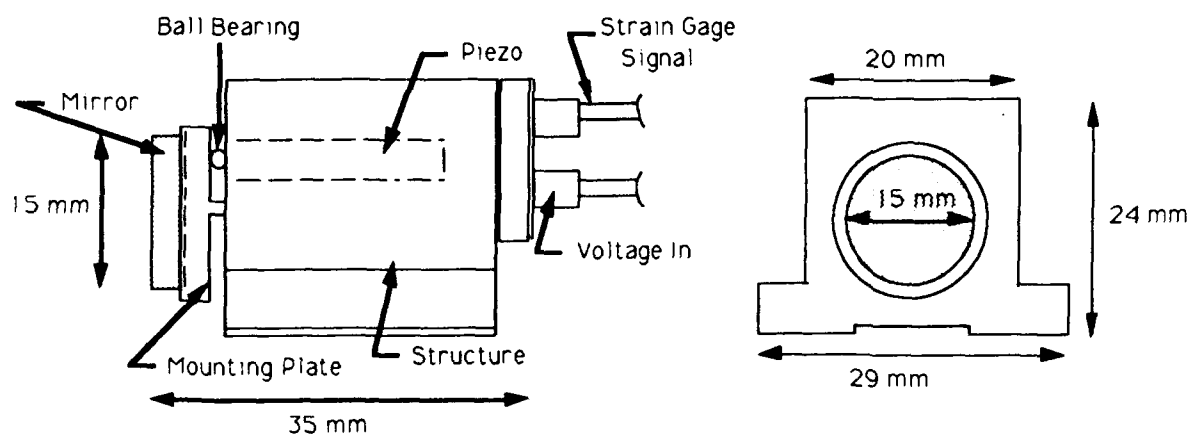 Ball Bearing
Piezo
Strain Gage
Signal
Mirror
15 mm
Voltage In
Mounting Plate
Structure
35 mm
20 mm
15 mm
24 mm
29 mm